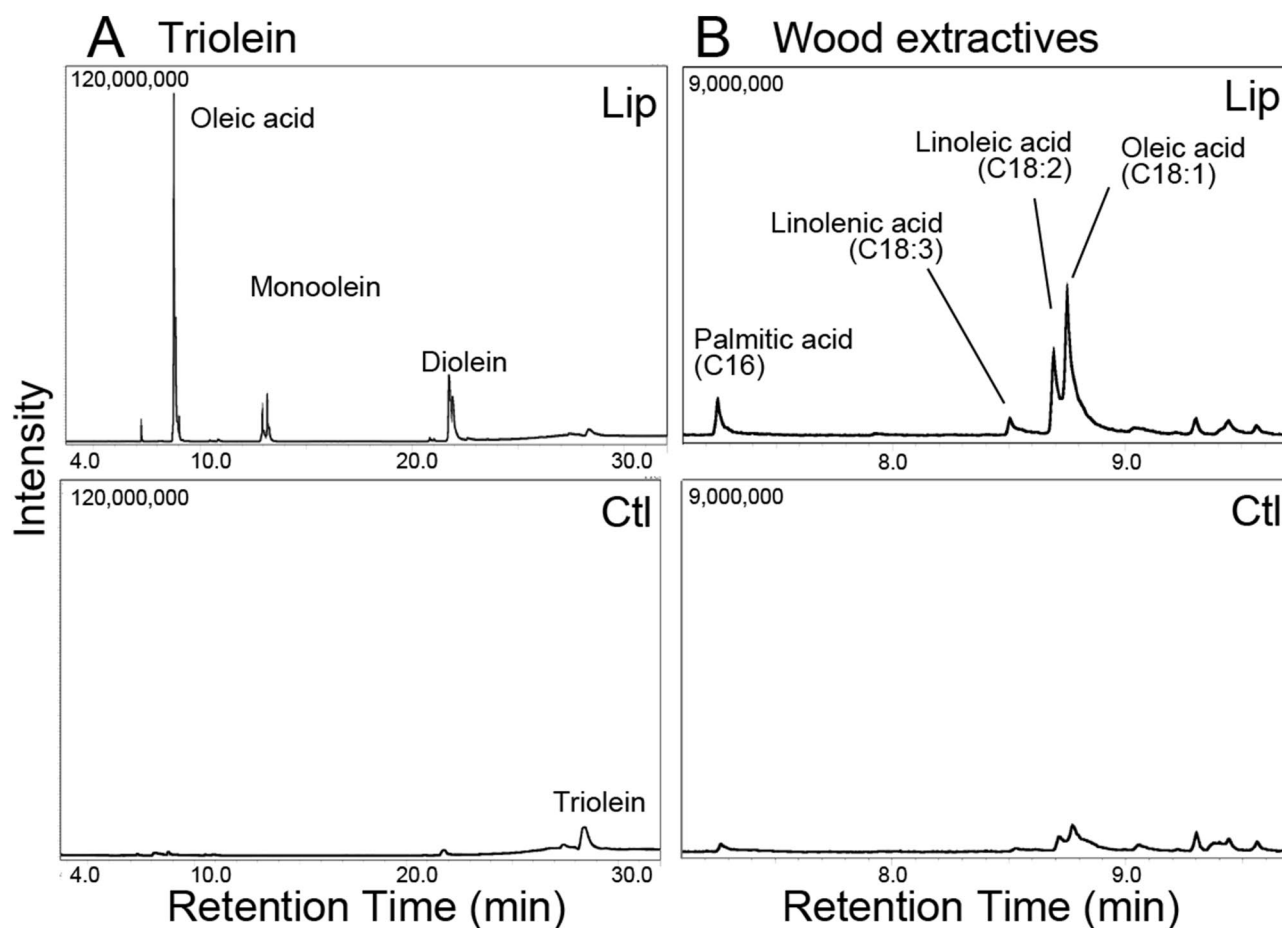 A Triolein
120,000,000
Lip
Oleic acid
Monoolein
Diolein
4.0 10.0 20.0 30.0
B Wood extractives
9,000,000
Lip
Linoleic acid
(C18:2)
Oleic acid
(C18:1)
Linolenic acid
(C18:3)
Palmitic acid
(C16)
8.0 9.0
Intensity
120,000,000
Ctl
Triolein
4.0 10.0 20.0 30.0
Retention Time (min)
9,000,000
Ctl
8.0 9.0
Retention Time (min)